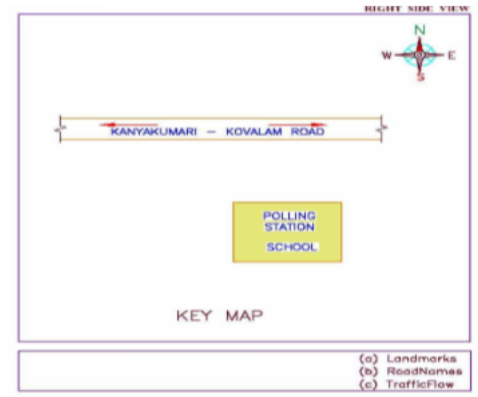 RIGHT SIDE VIEW
N
W E
S
KANYAKUMARI - KOVALAM ROAD
POLLING
STATION
SCHOOL
KEY MAP
(a) Landmarks
(b) RoadNames
(c) TrafficFlow